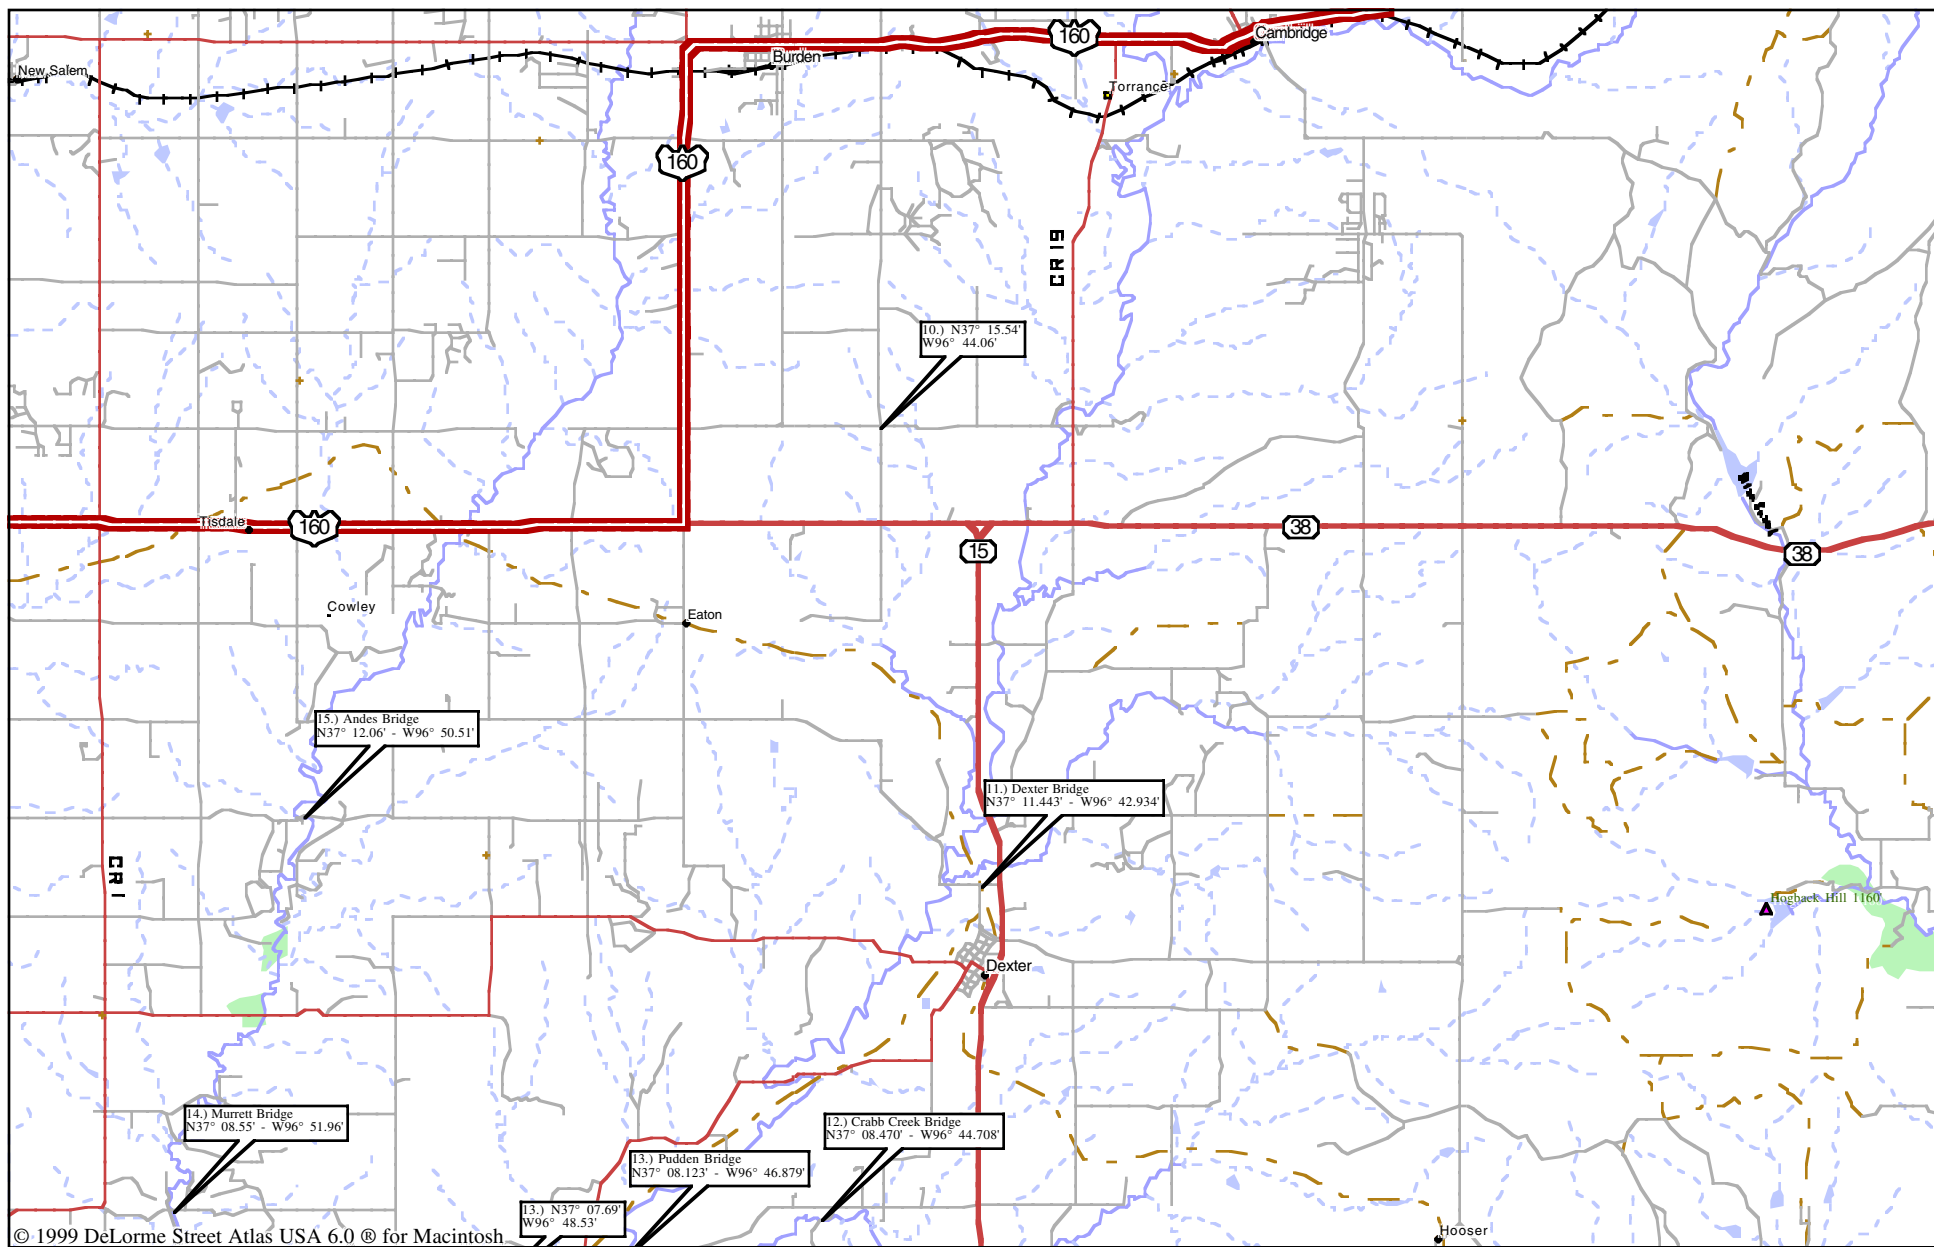 160
Cambridge
New Salem
Burden
Torrance
160
CR 19
10.) N37° 15.54'
W96° 44.06'
Tisdale
160
15
38
38
Cowley
Eaton
15.) Andes Bridge
N37° 12.06' - W96° 50.51'
11.) Dexter Bridge
N37° 11.443' - W96° 42.934'
CR 1
Hogback Hill 1160'
Dexter
14.) Murrett Bridge
N37° 08.55' - W96° 51.96'
12.) Crabb Creek Bridge
N37° 08.470' - W96° 44.708'
13.) Pudden Bridge
N37° 08.123' - W96° 46.879'
13.) N37° 07.69'
W96° 48.53'
Hooser
© 1999 DeLorme Street Atlas USA 6.0 ® for Macintosh